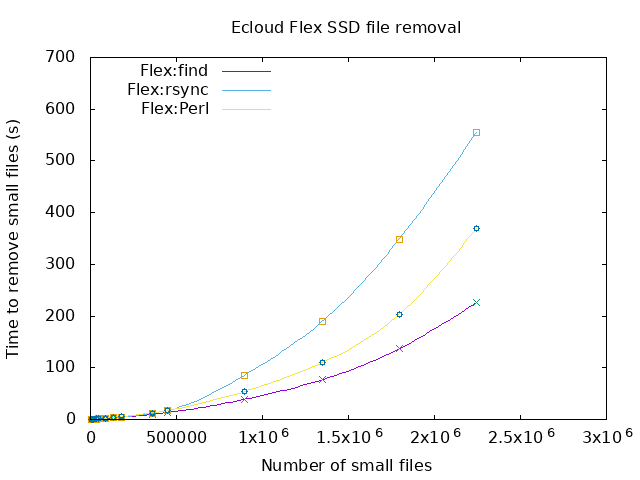 Ecloud Flex SSD file removal
Time to remove small files (s)
700
600
500
400
300
200
100
0
Flex:find
Flex:rsync
Flex:Perl
0 500000 1x10^6 1.5x10^6 2x10^6 2.5x10^6 3x10^6
Number of small files